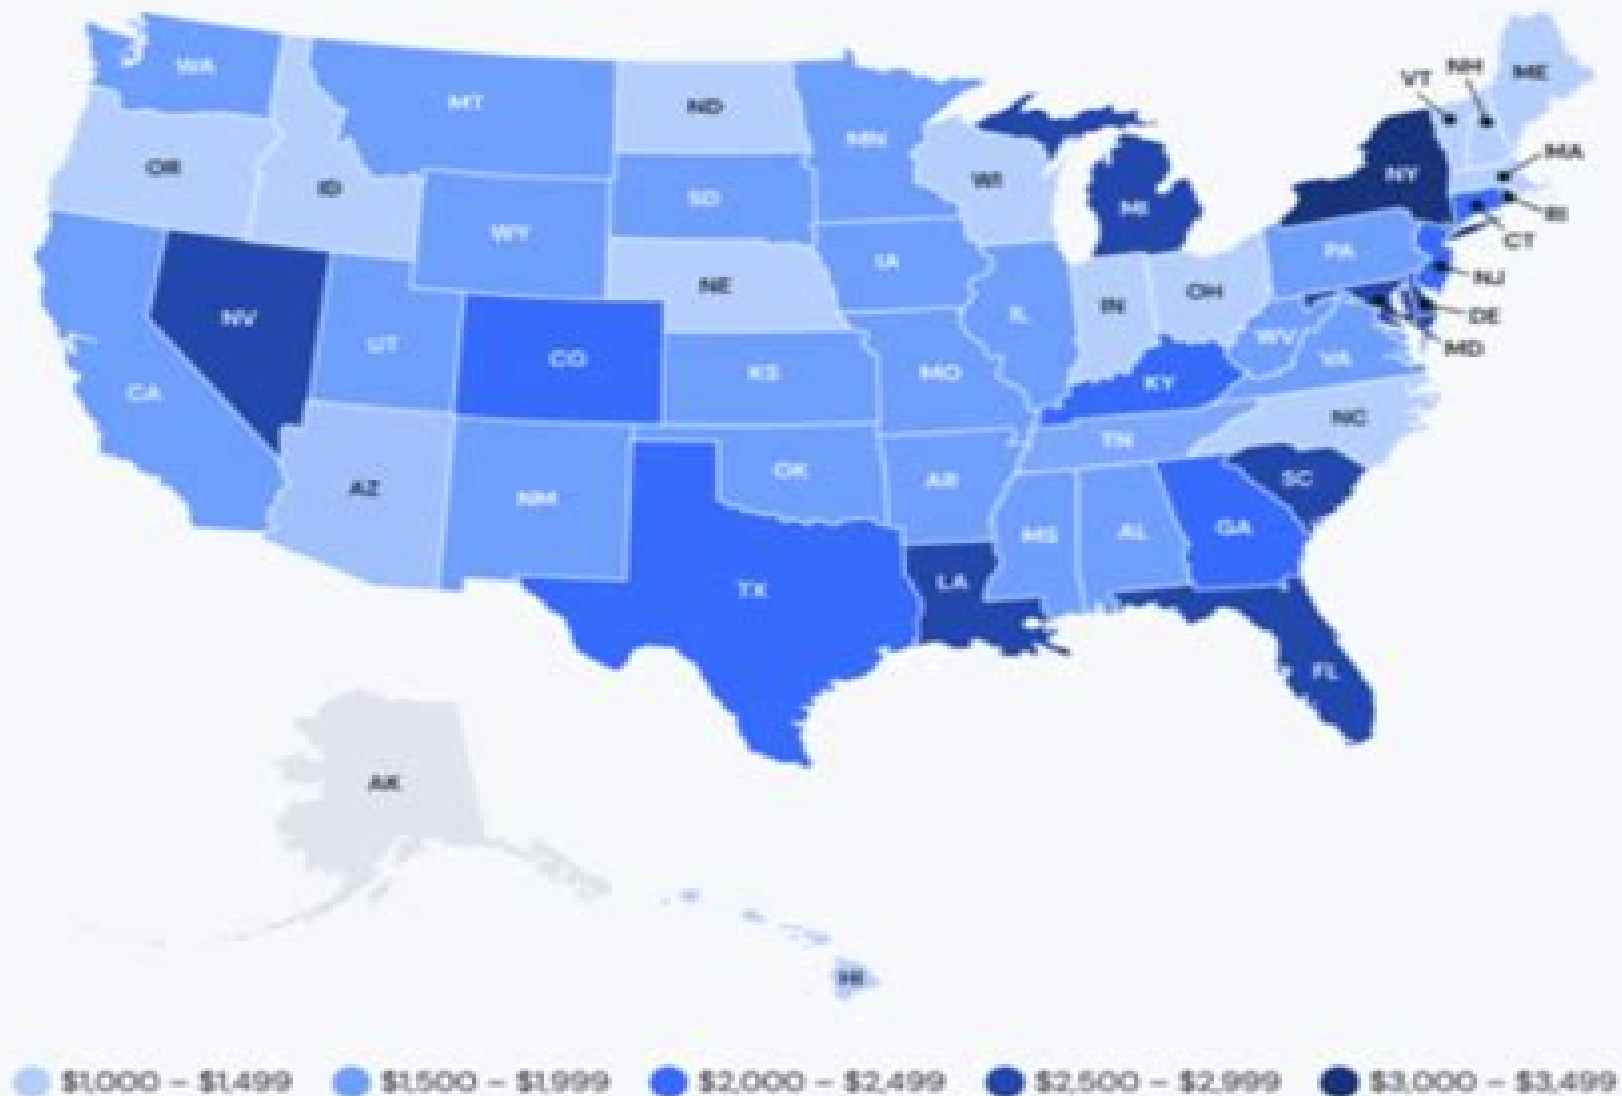 WA
MT
ND
MN
ME
VT
NH
OR
ID
SD
WI
MI
NY
MA
RI
CT
WY
IA
NE
PA
NJ
NV
UT
CO
IL
IN
OH
DE
MD
WV
VA
CA
KS
MO
KY
NC
AZ
NM
OK
AR
TN
SC
MS
AL
GA
TX
LA
FL
AK
HI
$1,000 – $1,499 $1,500 – $1,999 $2,000 – $2,499 $2,500 – $2,999 $3,000 – $3,499